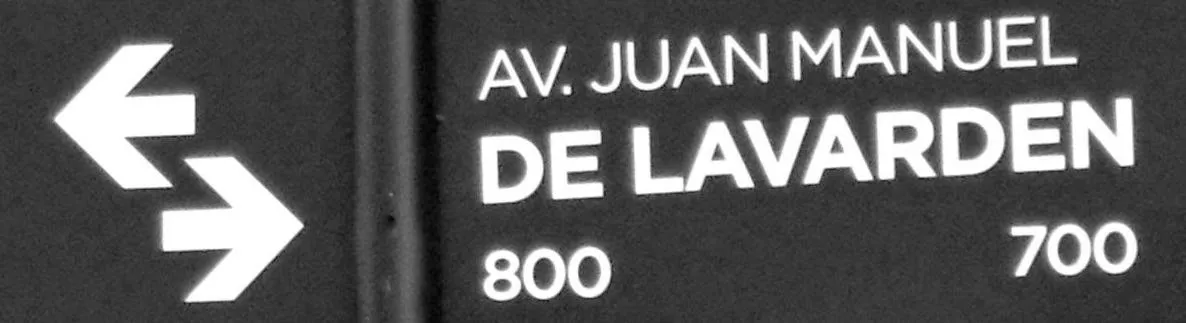 AV. JUAN MANUEL
DE LAVARDEN
800 700